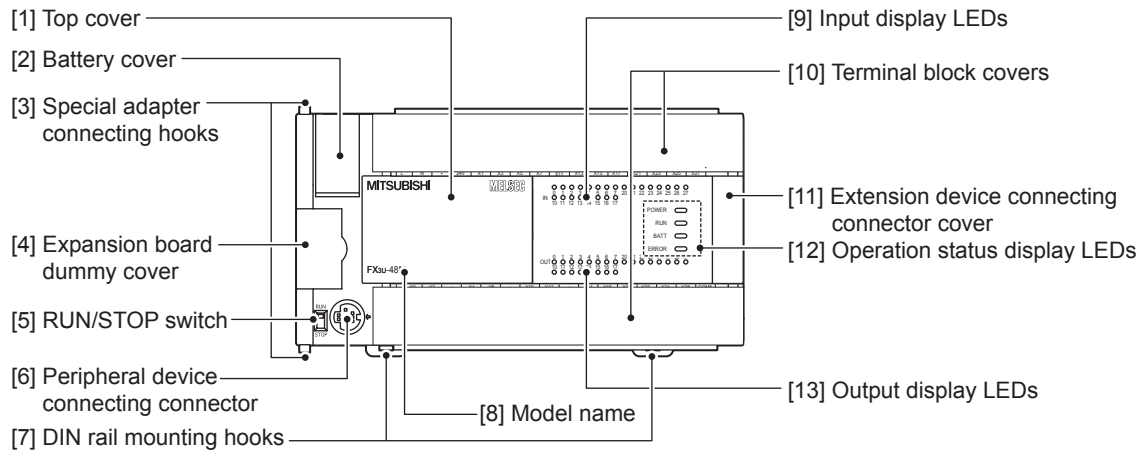 [1] Top cover
[2] Battery cover
[3] Special adapter
connecting hooks
[4] Expansion board
dummy cover
[5] RUN/STOP switch
[6] Peripheral device
connecting connector
[7] DIN rail mounting hooks
[8] Model name
[9] Input display LEDs
[10] Terminal block covers
[11] Extension device connecting
connector cover
[12] Operation status display LEDs
[13] Output display LEDs
MITSUBISHI
MELSEC
IN
POWER
RUN
BATT
ERROR
OUT
FX3U-48
RUN
STOP